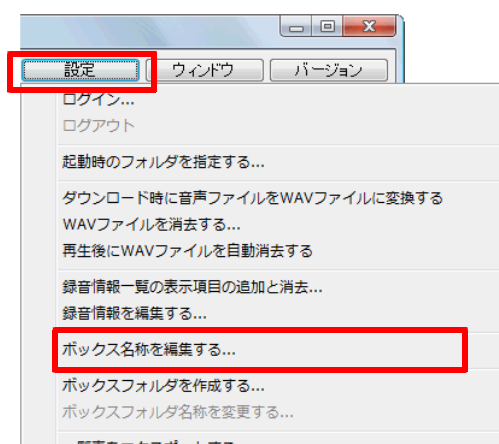 設定 ウィンドウ バージョン
ログイン...
ログアウト
起動時のフォルダを指定する...
ダウンロード時に音声ファイルをWAVファイルに変換する
WAVファイルを消去する...
再生後にWAVファイルを自動消去する
録音情報一覧の表示項目の追加と消去...
録音情報を編集する...
ボックス名称を編集する...
ボックスフォルダを作成する...
ボックスフォルダ名称を変更する...